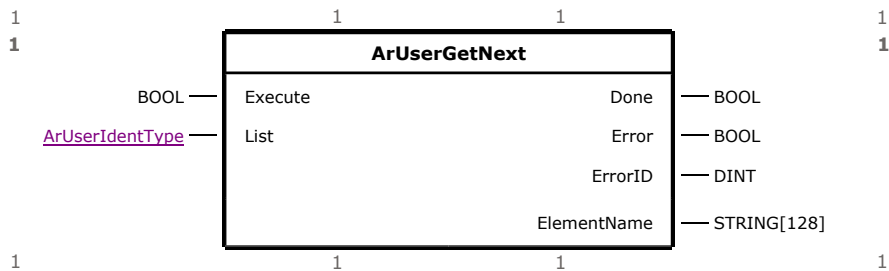 1 1 1 1
1 ArUserGetNext 1
BOOL Execute Done BOOL
ArUserIdentType List Error BOOL
ErrorID DINT
ElementName STRING[128]
1 1 1 1